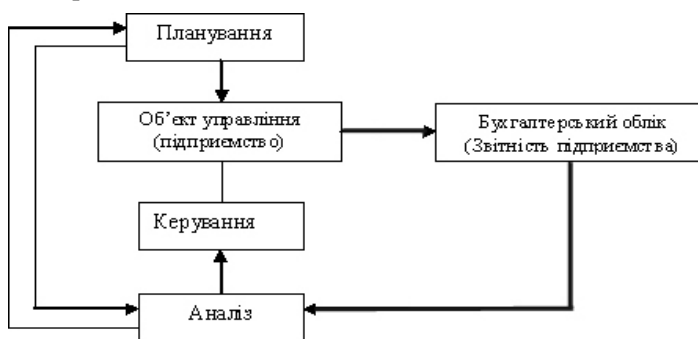 Планування
Об’єкт управління
(підприємство)
Бухгалтерський облік
(Звітність підприємства)
Керування
Аналіз